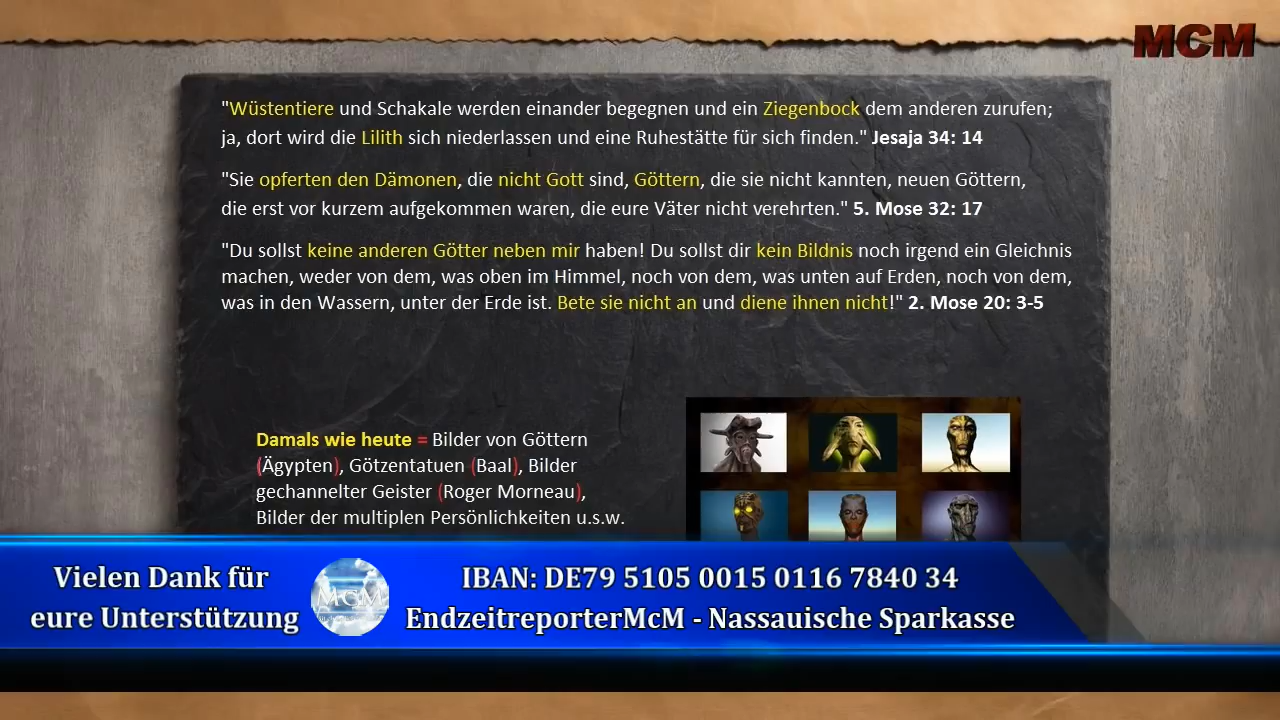 MCM
"Wüstentiere und Schakale werden einander begegnen und ein Ziegenbock dem anderen zurufen;
ja, dort wird die Lilith sich niederlassen und eine Ruhestätte für sich finden." Jesaja 34: 14
"Sie opferten den Dämonen, die nicht Gott sind, Göttern, die sie nicht kannten, neuen Göttern,
die erst vor kurzem aufgekommen waren, die eure Väter nicht verehrten." 5. Mose 32: 17
"Du sollst keine anderen Götter neben mir haben! Du sollst dir kein Bildnis noch irgend ein Gleichnis
machen, weder von dem, was oben im Himmel, noch von dem, was unten auf Erden, noch von dem,
was in den Wassern, unter der Erde ist. Bete sie nicht an und diene ihnen nicht!" 2. Mose 20: 3-5
Damals wie heute = Bilder von Göttern
(Ägypten), Götzentatuen (Baal), Bilder
gechannelter Geister (Roger Morneau),
Bilder der multiplen Persönlichkeiten u.s.w.
Vielen Dank für
eure Unterstützung
MCM
IBAN: DE79 5105 0015 0116 7840 34
EndzeitreporterMcM - Nassauische Sparkasse